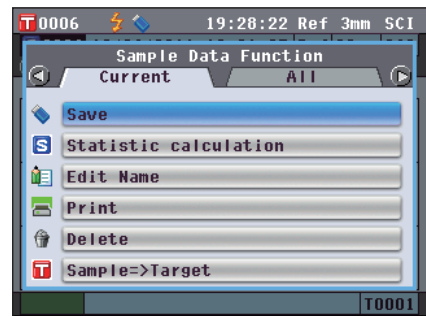 T0006 19:28:22 Ref 3mm SCI
Sample Data Function
Current All
Save
S Statistic calculation
Edit Name
Print
Delete
T Sample=>Target
T0001